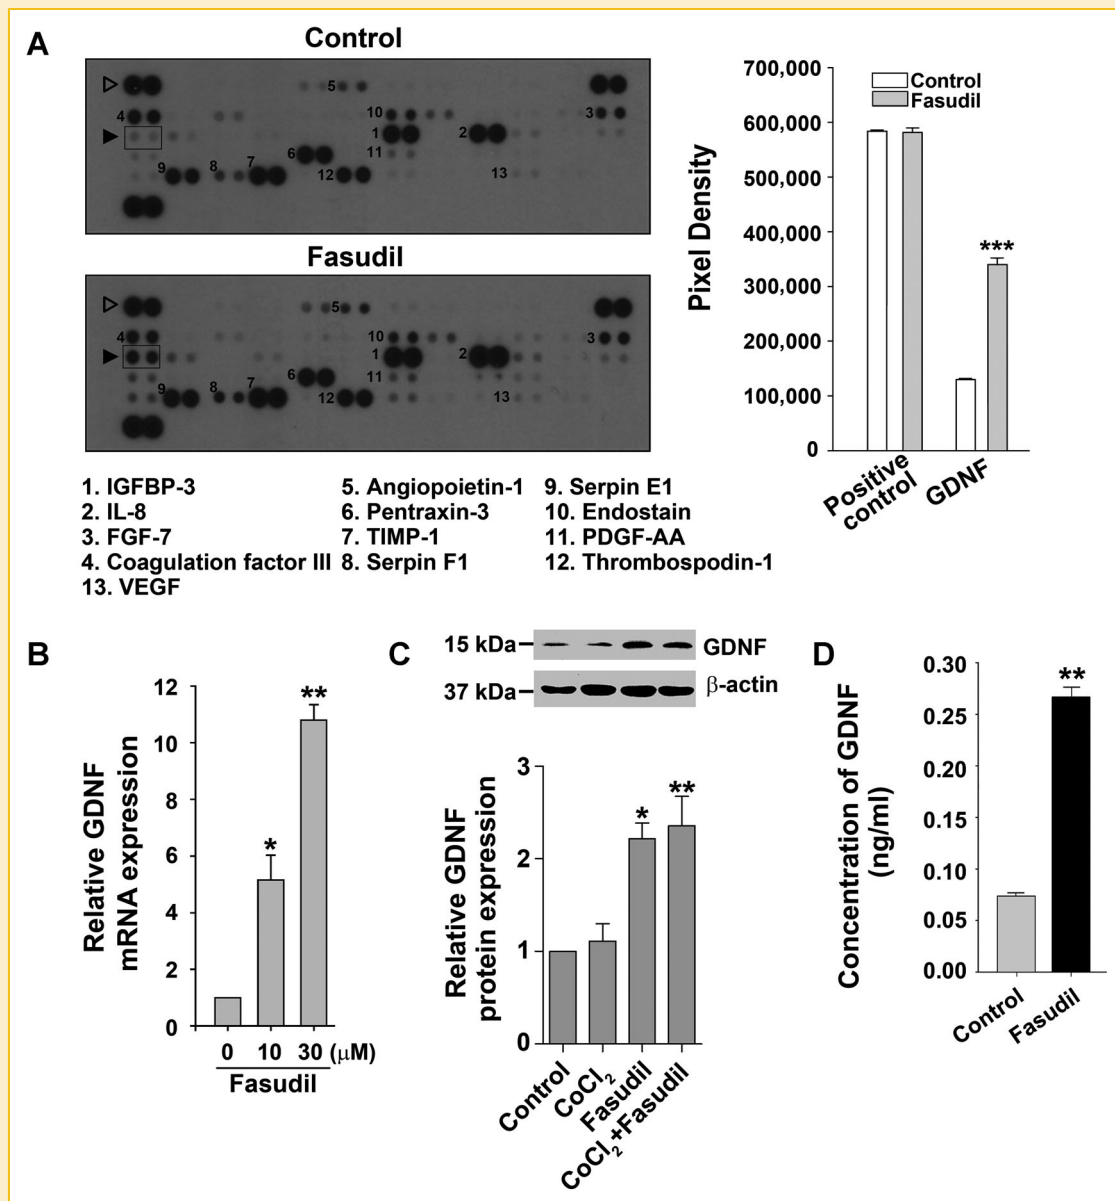 A
Control
5
4
10
3
1
2
11
6
7
9
8
12
13
Fasudil
5
4
10
3
1
2
6
11
7
9
8
12
13
700,000
600,000
500,000
400,000
300,000
200,000
100,000
0
Pixel Density
Control
Fasudil
***
Positive control
GDNF
1. IGFBP-3
2. IL-8
3. FGF-7
4. Coagulation factor III
13. VEGF
5. Angiopoietin-1
6. Pentraxin-3
7. TIMP-1
8. Serpin F1
9. Serpin E1
10. Endostain
11. PDGF-AA
12. Thrombospodin-1
B
Relative GDNF
mRNA expression
12
10
8
6
4
2
0
*
**
0 10 30 (μM)
Fasudil
C
15 kDa GDNF
37 kDa β-actin
Relative GDNF
protein expression
3
2
1
0
*
**
Control
CoCl₂
Fasudil
CoCl₂+Fasudil
D
Concentration of GDNF
(ng/ml)
0.30
0.25
0.20
0.15
0.10
0.05
0.00
**
Control
Fasudil